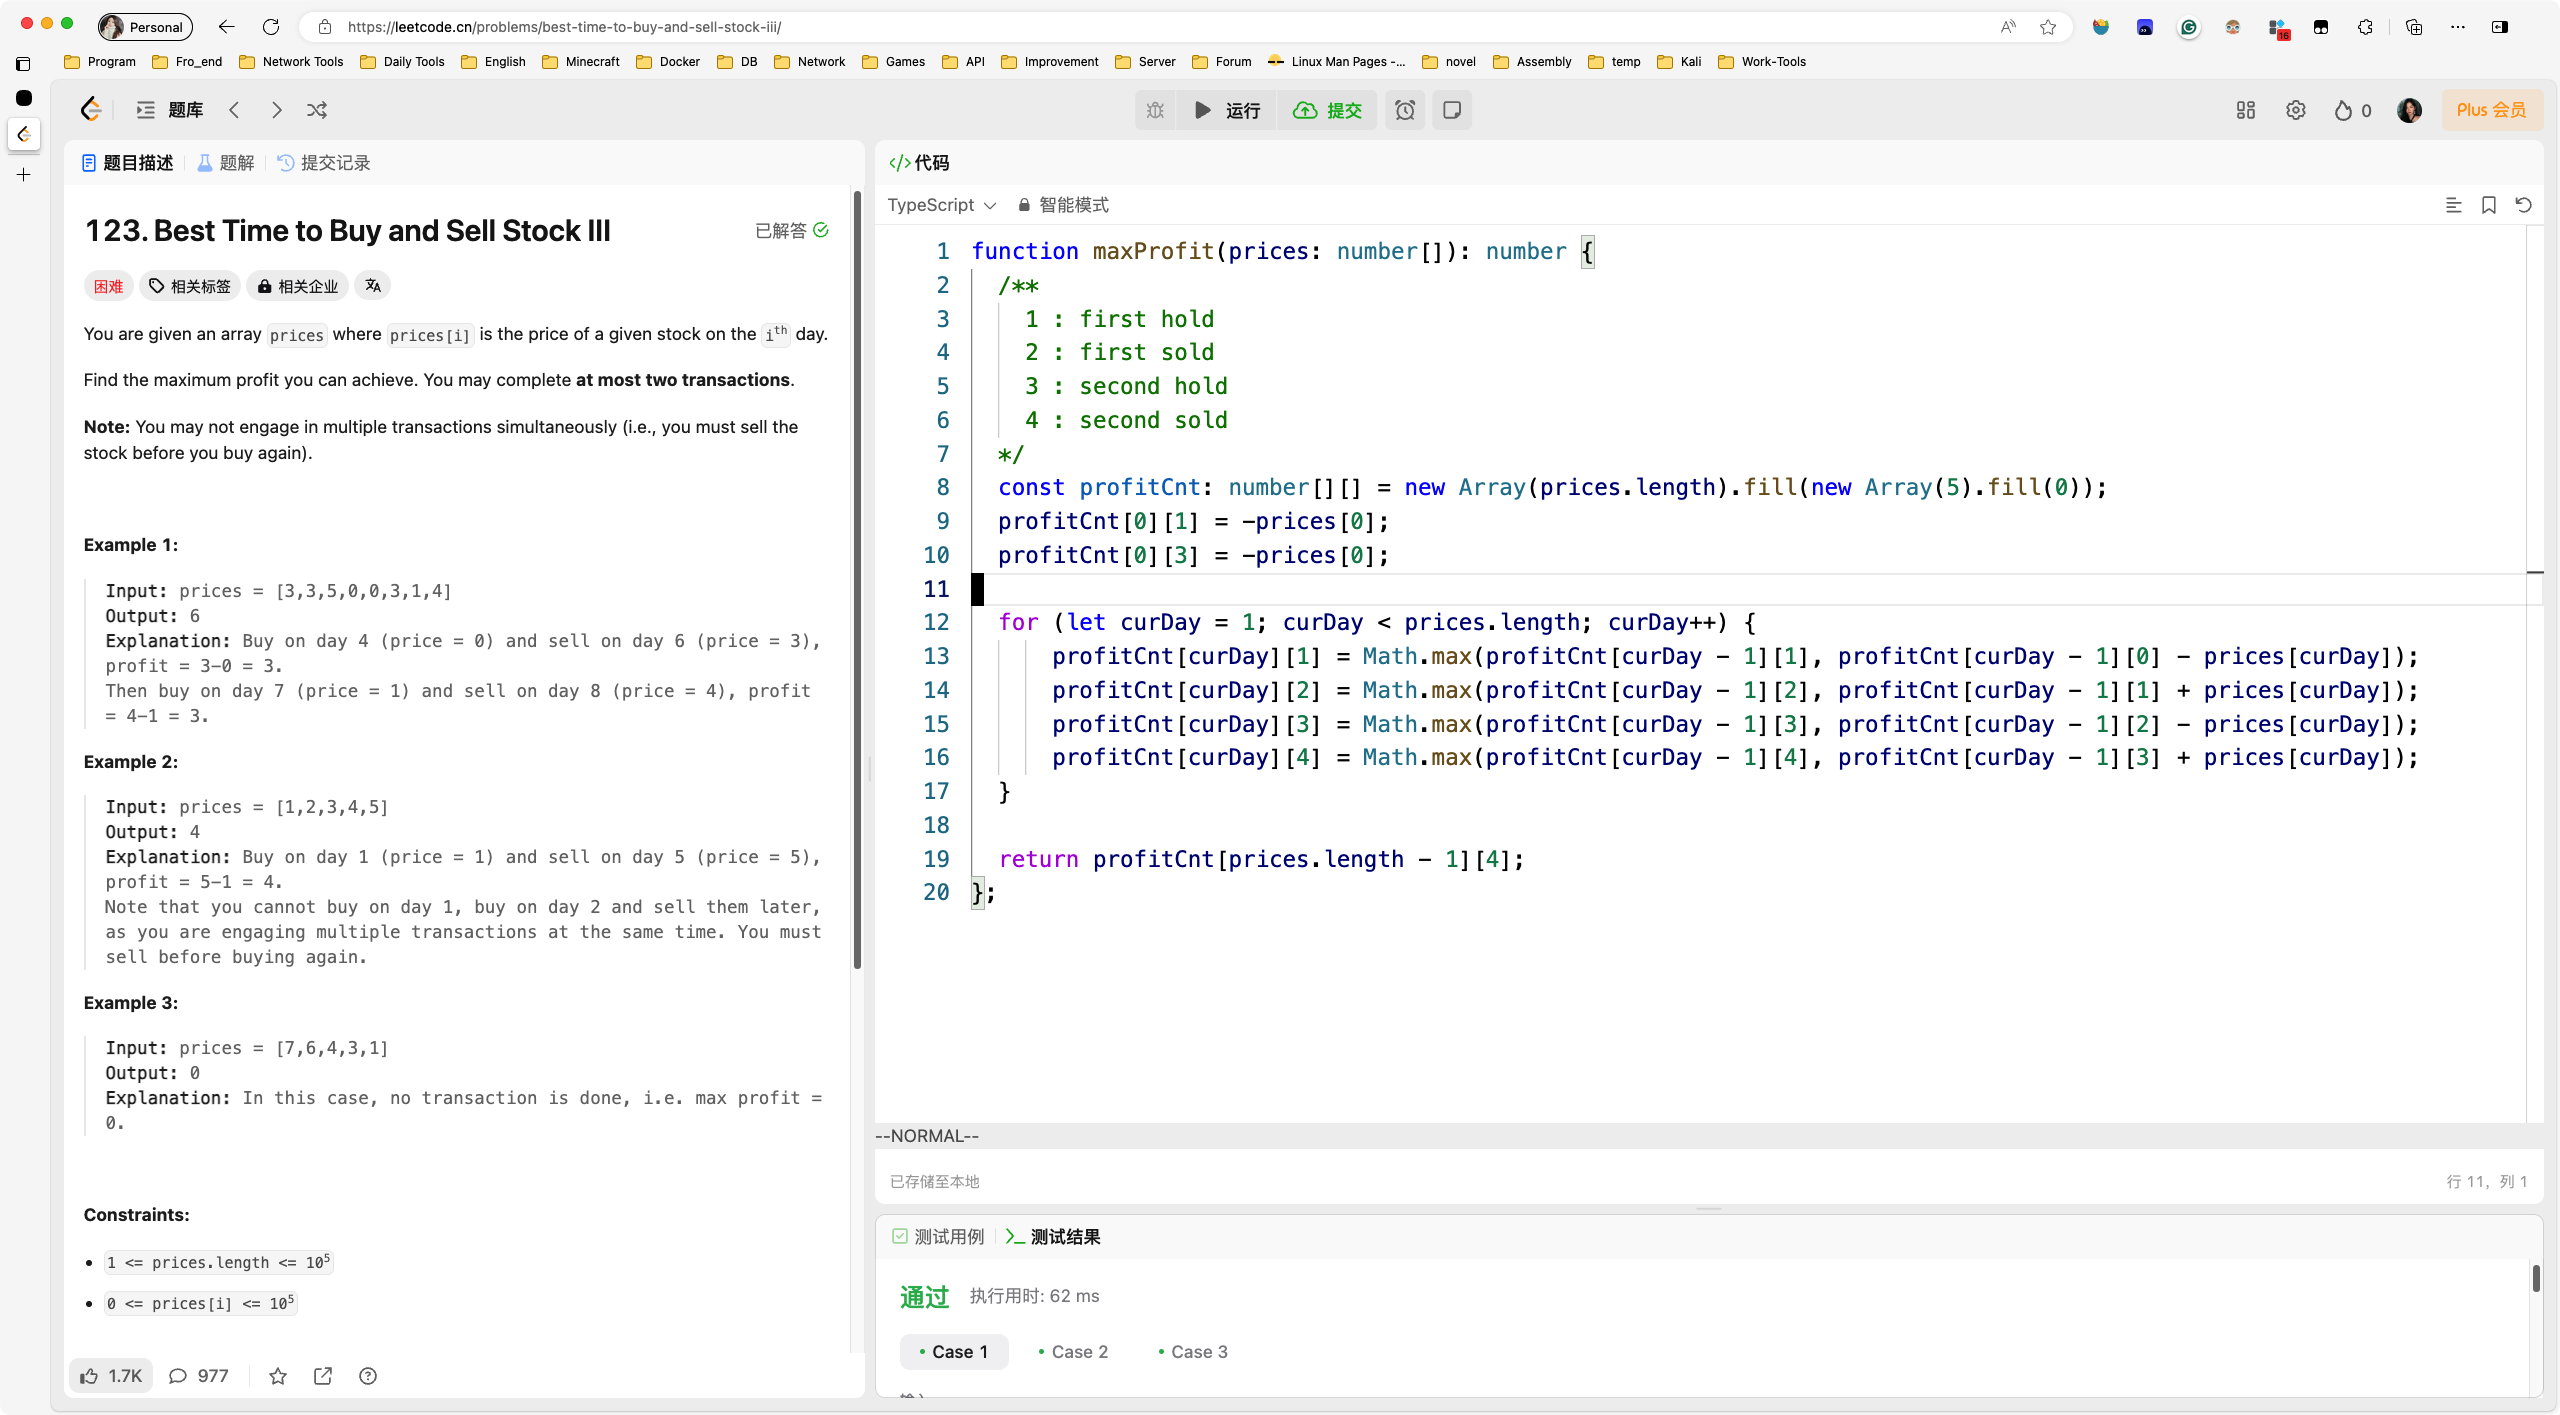 Personal
https://leetcode.cn/problems/best-time-to-buy-and-sell-stock-iii/
16
Program Fro_end Network Tools Daily Tools English Minecraft Docker DB Network Games API Improvement Server Forum Linux Man Pages -... novel Assembly temp Kali Work-Tools
题库 运行 提交 0 Plus 会员
题目描述 题解 提交记录
123. Best Time to Buy and Sell Stock III 已解答
困难 相关标签 相关企业
You are given an array prices where prices[i] is the price of a given stock on the ith day.
Find the maximum profit you can achieve. You may complete at most two transactions.
Note: You may not engage in multiple transactions simultaneously (i.e., you must sell the
stock before you buy again).
Example 1:
Input: prices = [3,3,5,0,0,3,1,4]
Output: 6
Explanation: Buy on day 4 (price = 0) and sell on day 6 (price = 3),
profit = 3-0 = 3.
Then buy on day 7 (price = 1) and sell on day 8 (price = 4), profit
= 4-1 = 3.
Example 2:
Input: prices = [1,2,3,4,5]
Output: 4
Explanation: Buy on day 1 (price = 1) and sell on day 5 (price = 5),
profit = 5-1 = 4.
Note that you cannot buy on day 1, buy on day 2 and sell them later,
as you are engaging multiple transactions at the same time. You must
sell before buying again.
Example 3:
Input: prices = [7,6,4,3,1]
Output: 0
Explanation: In this case, no transaction is done, i.e. max profit =
0.
Constraints:
1 <= prices.length <= 10^5
0 <= prices[i] <= 10^5
1.7K 977
</>代码
TypeScript 智能模式
1 function maxProfit(prices: number[]): number {
2 /**
3 1 : first hold
4 2 : first sold
5 3 : second hold
6 4 : second sold
7 */
8 const profitCnt: number[][] = new Array(prices.length).fill(new Array(5).fill(0));
9 profitCnt[0][1] = -prices[0];
10 profitCnt[0][3] = -prices[0];
11
12 for (let curDay = 1; curDay < prices.length; curDay++) {
13 profitCnt[curDay][1] = Math.max(profitCnt[curDay - 1][1], profitCnt[curDay - 1][0] - prices[curDay]);
14 profitCnt[curDay][2] = Math.max(profitCnt[curDay - 1][2], profitCnt[curDay - 1][1] + prices[curDay]);
15 profitCnt[curDay][3] = Math.max(profitCnt[curDay - 1][3], profitCnt[curDay - 1][2] - prices[curDay]);
16 profitCnt[curDay][4] = Math.max(profitCnt[curDay - 1][4], profitCnt[curDay - 1][3] + prices[curDay]);
17 }
18
19 return profitCnt[prices.length - 1][4];
20 };
--NORMAL--
已存储至本地 行 11, 列 1
测试用例 测试结果
通过 执行用时: 62 ms
Case 1 Case 2 Case 3